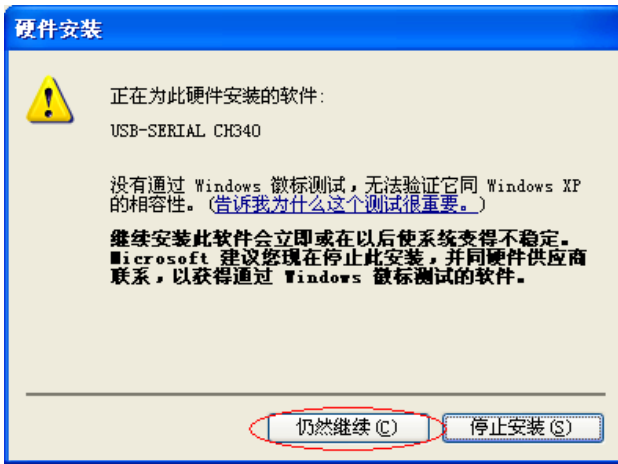 硬件安装
正在为此硬件安装的软件:
USB-SERIAL CH340
没有通过 Windows 徽标测试，无法验证它同 Windows XP
的相容性。(告诉我为什么这个测试很重要。)
继续安装此软件会立即或在以后使系统变得不稳定。
Microsoft 建议您现在停止此安装，并同硬件供应商
联系，以获得通过 Windows 徽标测试的软件。
仍然继续(C)
停止安装(S)